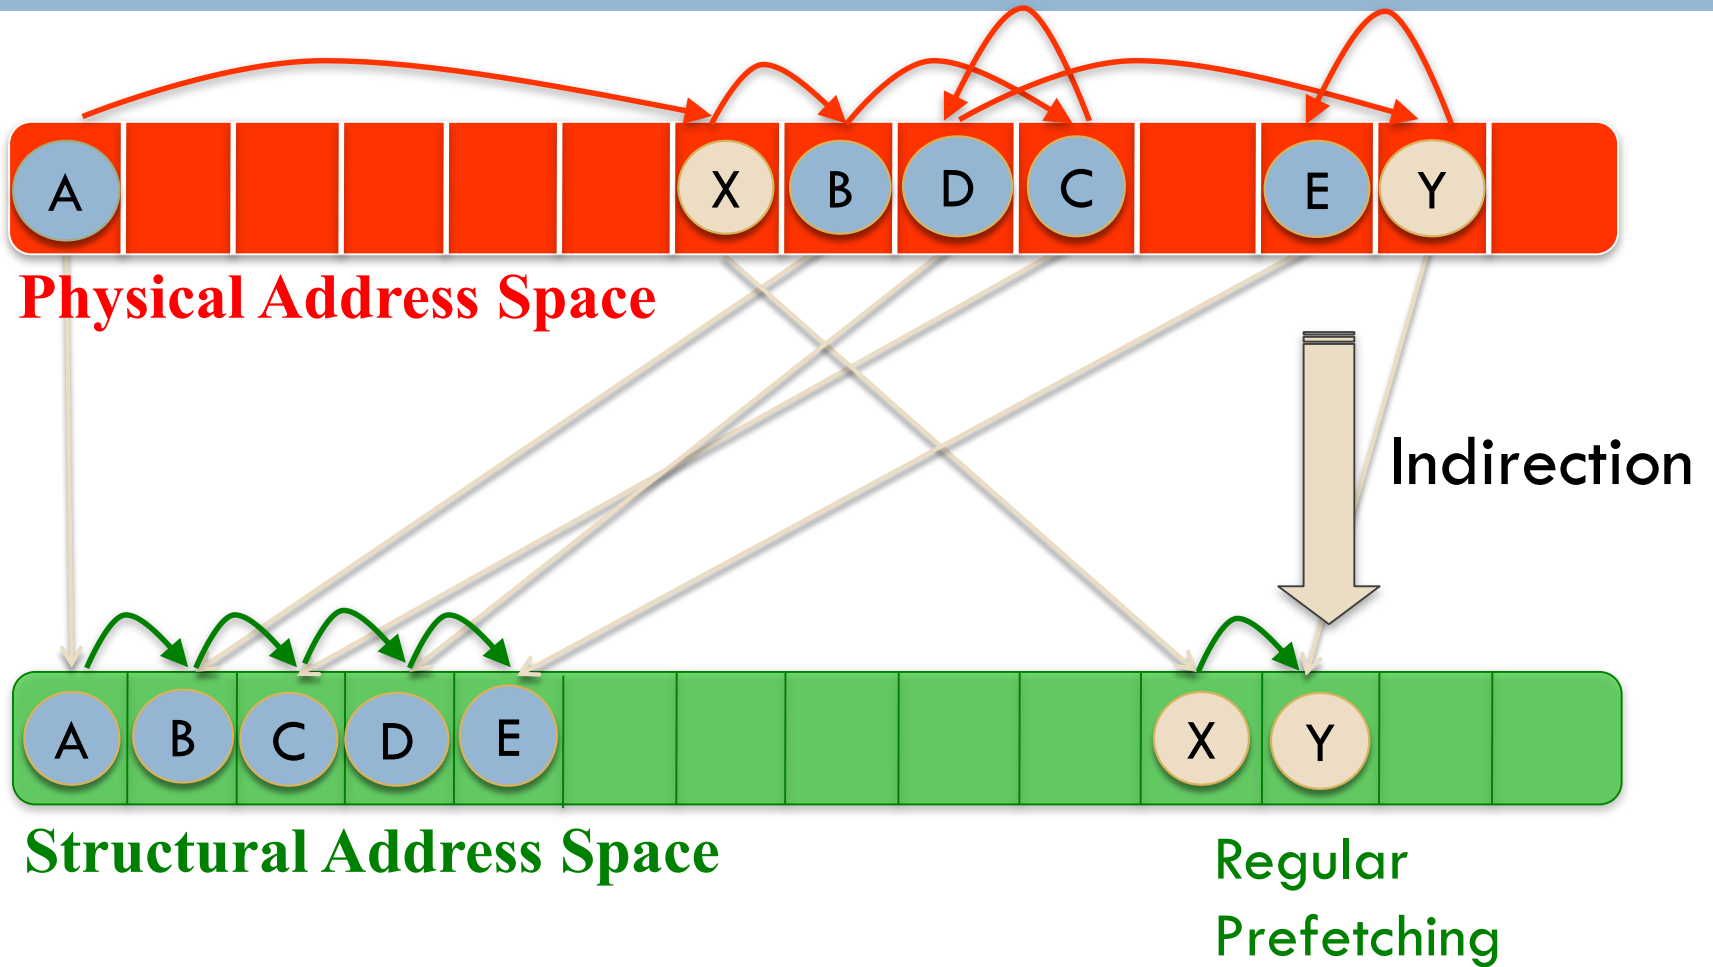 A X B D C E Y
Physical Address Space
Indirection
A B C D E X Y
Structural Address Space
Regular
Prefetching